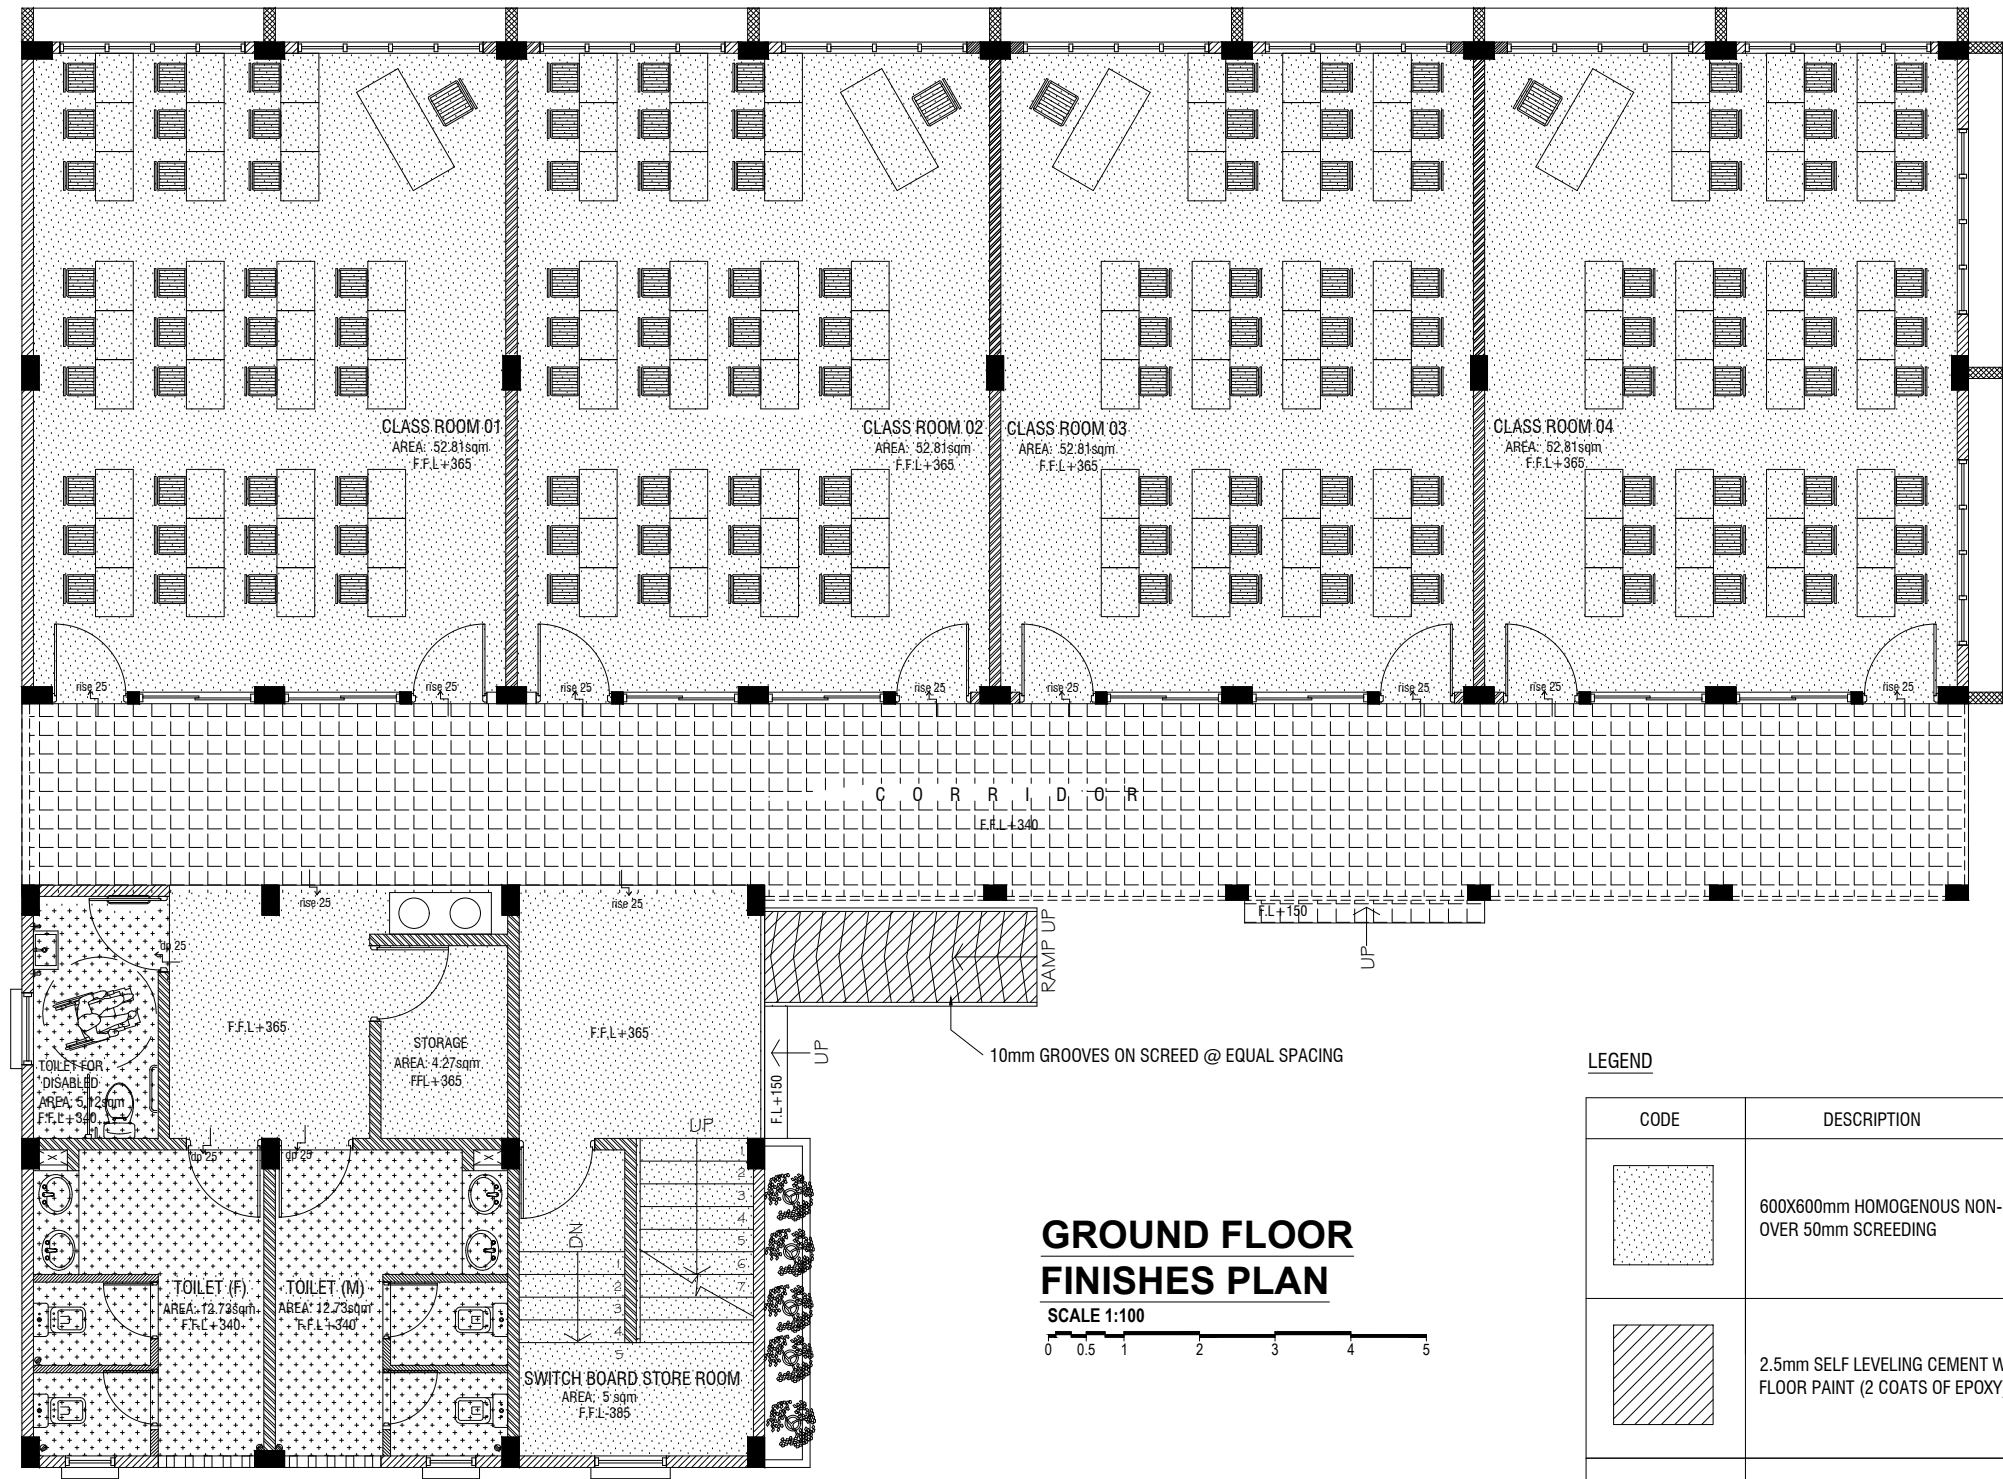 CLASS ROOM 01
AREA: 52.81sqm
F.F.L+365
CLASS ROOM 02
AREA: 52.81sqm
F.F.L+365
CLASS ROOM 03
AREA: 52.81sqm
F.F.L+365
CLASS ROOM 04
AREA: 52.81sqm
F.F.L+365
rise 25
rise 25
rise 25
rise 25
rise 25
rise 25
rise 25
rise 25
C O R R I D O R
F.F.L+340
rise 25
rise 25
dp 25
F.F.L+365
STORAGE
AREA: 4.27sqm
FFL+365
F.F.L+365
RAMP UP
F.L+150
UP
UP
F.L+150
10mm GROOVES ON SCREED @ EQUAL SPACING
TOILET FOR
DISABLED
AREA: 5.12sqm
F.F.L+340
dp 25
dp 25
UP
1
2
3
4
5
6
7
DN
1
2
3
4
5
TOILET (F)
AREA: 12.73sqm
F.F.L+340
TOILET (M)
AREA: 12.73sqm
F.F.L+340
SWITCH BOARD STORE ROOM
AREA: 5 sqm
F.F.L-385
GROUND FLOOR
FINISHES PLAN
SCALE 1:100
0 0.5 1 2 3 4 5
LEGEND
CODE DESCRIPTION
600X600mm HOMOGENOUS NON-
OVER 50mm SCREEDING
2.5mm SELF LEVELING CEMENT W
FLOOR PAINT (2 COATS OF EPOXY